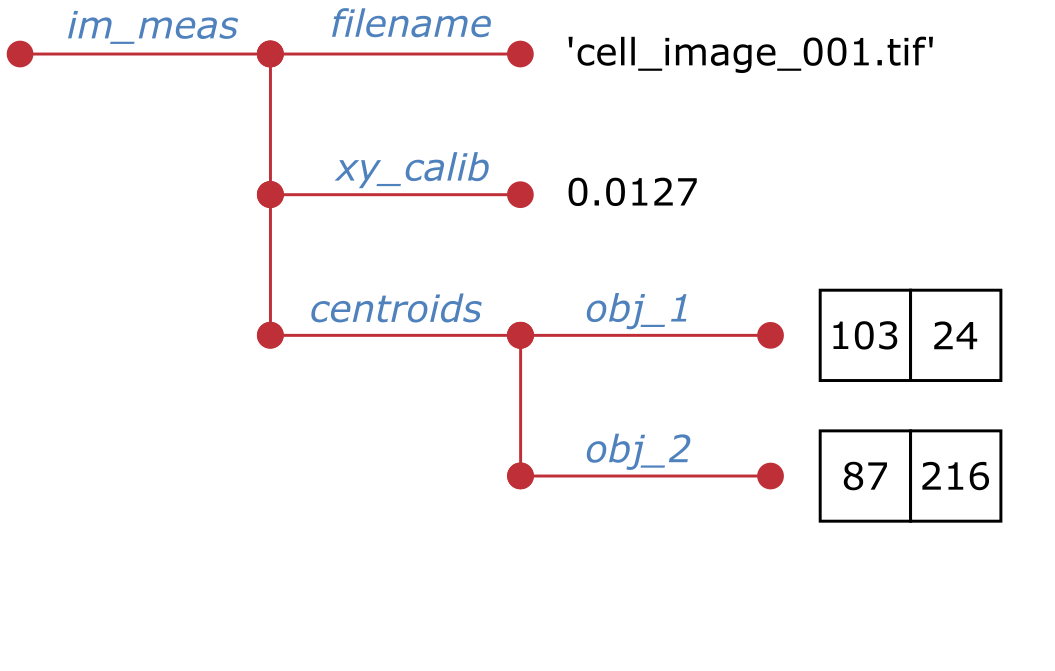 im_meas filename 'cell_image_001.tif'
xy_calib 0.0127
centroids obj_1 103 24
obj_2 87 216